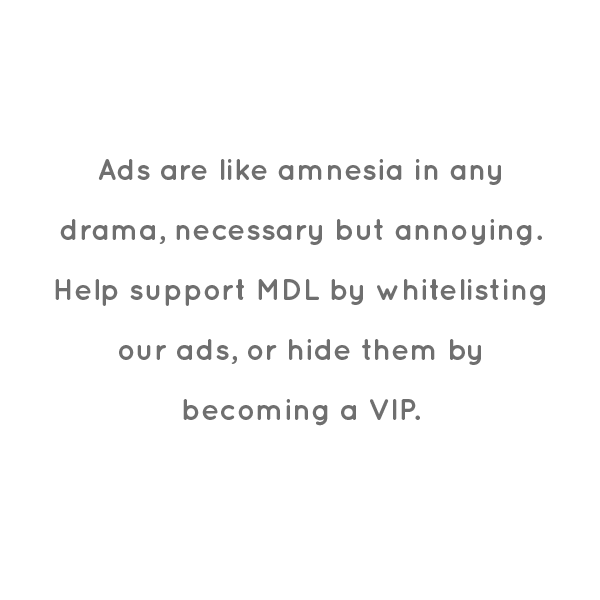 Ads are like amnesia in any
drama, necessary but annoying.
Help support MDL by whitelisting
our ads, or hide them by
becoming a VIP.